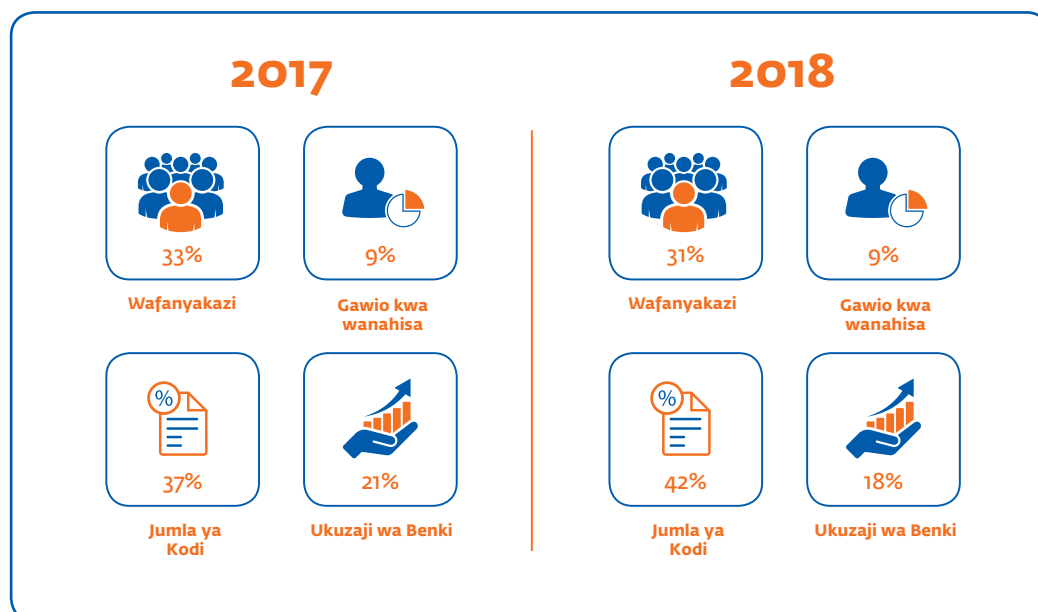 2017
33%
Wafanyakazi
9%
Gawio kwa
wanahisa
%
37%
Jumla ya
Kodi
21%
Ukuzaji wa Benki
2018
31%
Wafanyakazi
9%
Gawio kwa
wanahisa
%
42%
Jumla ya
Kodi
18%
Ukuzaji wa Benki